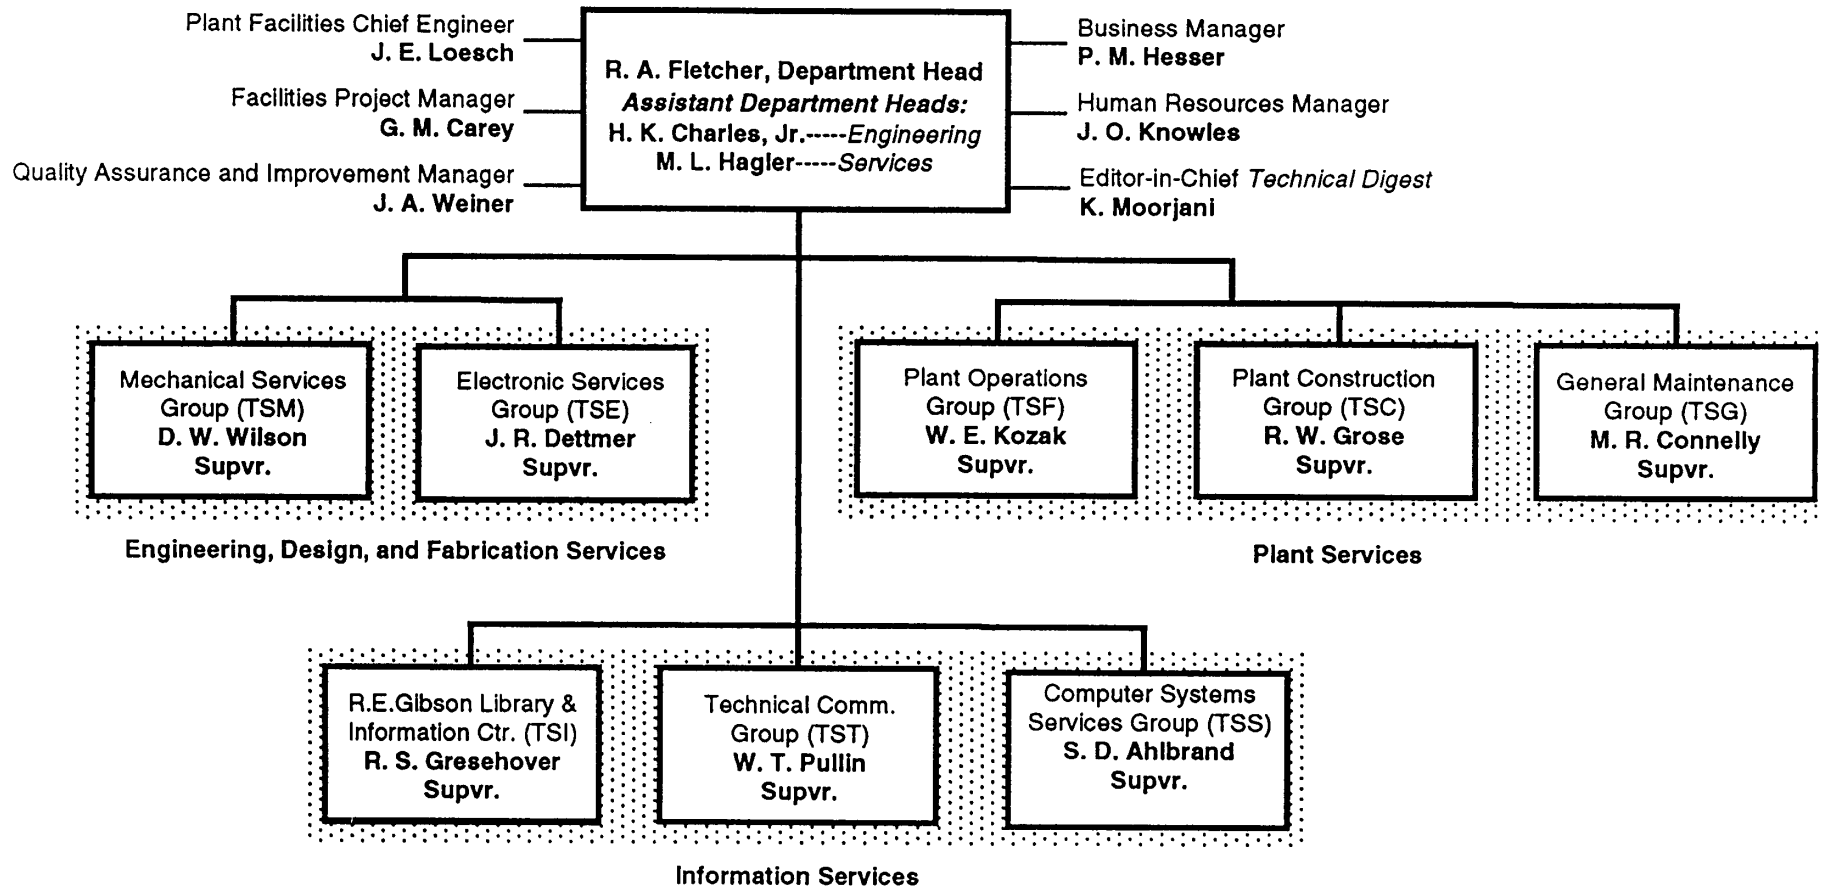 Plant Facilities Chief Engineer
J. E. Loesch
Facilities Project Manager
G. M. Carey
Quality Assurance and Improvement Manager
J. A. Weiner
R. A. Fletcher, Department Head
Assistant Department Heads:
H. K. Charles, Jr.-----Engineering
M. L. Hagler-----Services
Business Manager
P. M. Hesser
Human Resources Manager
J. O. Knowles
Editor-in-Chief Technical Digest
K. Moorjani
Mechanical Services
Group (TSM)
D. W. Wilson
Supvr.
Electronic Services
Group (TSE)
J. R. Dettmer
Supvr.
Engineering, Design, and Fabrication Services
Plant Operations
Group (TSF)
W. E. Kozak
Supvr.
Plant Construction
Group (TSC)
R. W. Grose
Supvr.
General Maintenance
Group (TSG)
M. R. Connelly
Supvr.
Plant Services
R.E.Gibson Library &
Information Ctr. (TSI)
R. S. Gresehover
Supvr.
Technical Comm.
Group (TST)
W. T. Pullin
Supvr.
Computer Systems
Services Group (TSS)
S. D. Ahlbrand
Supvr.
Information Services